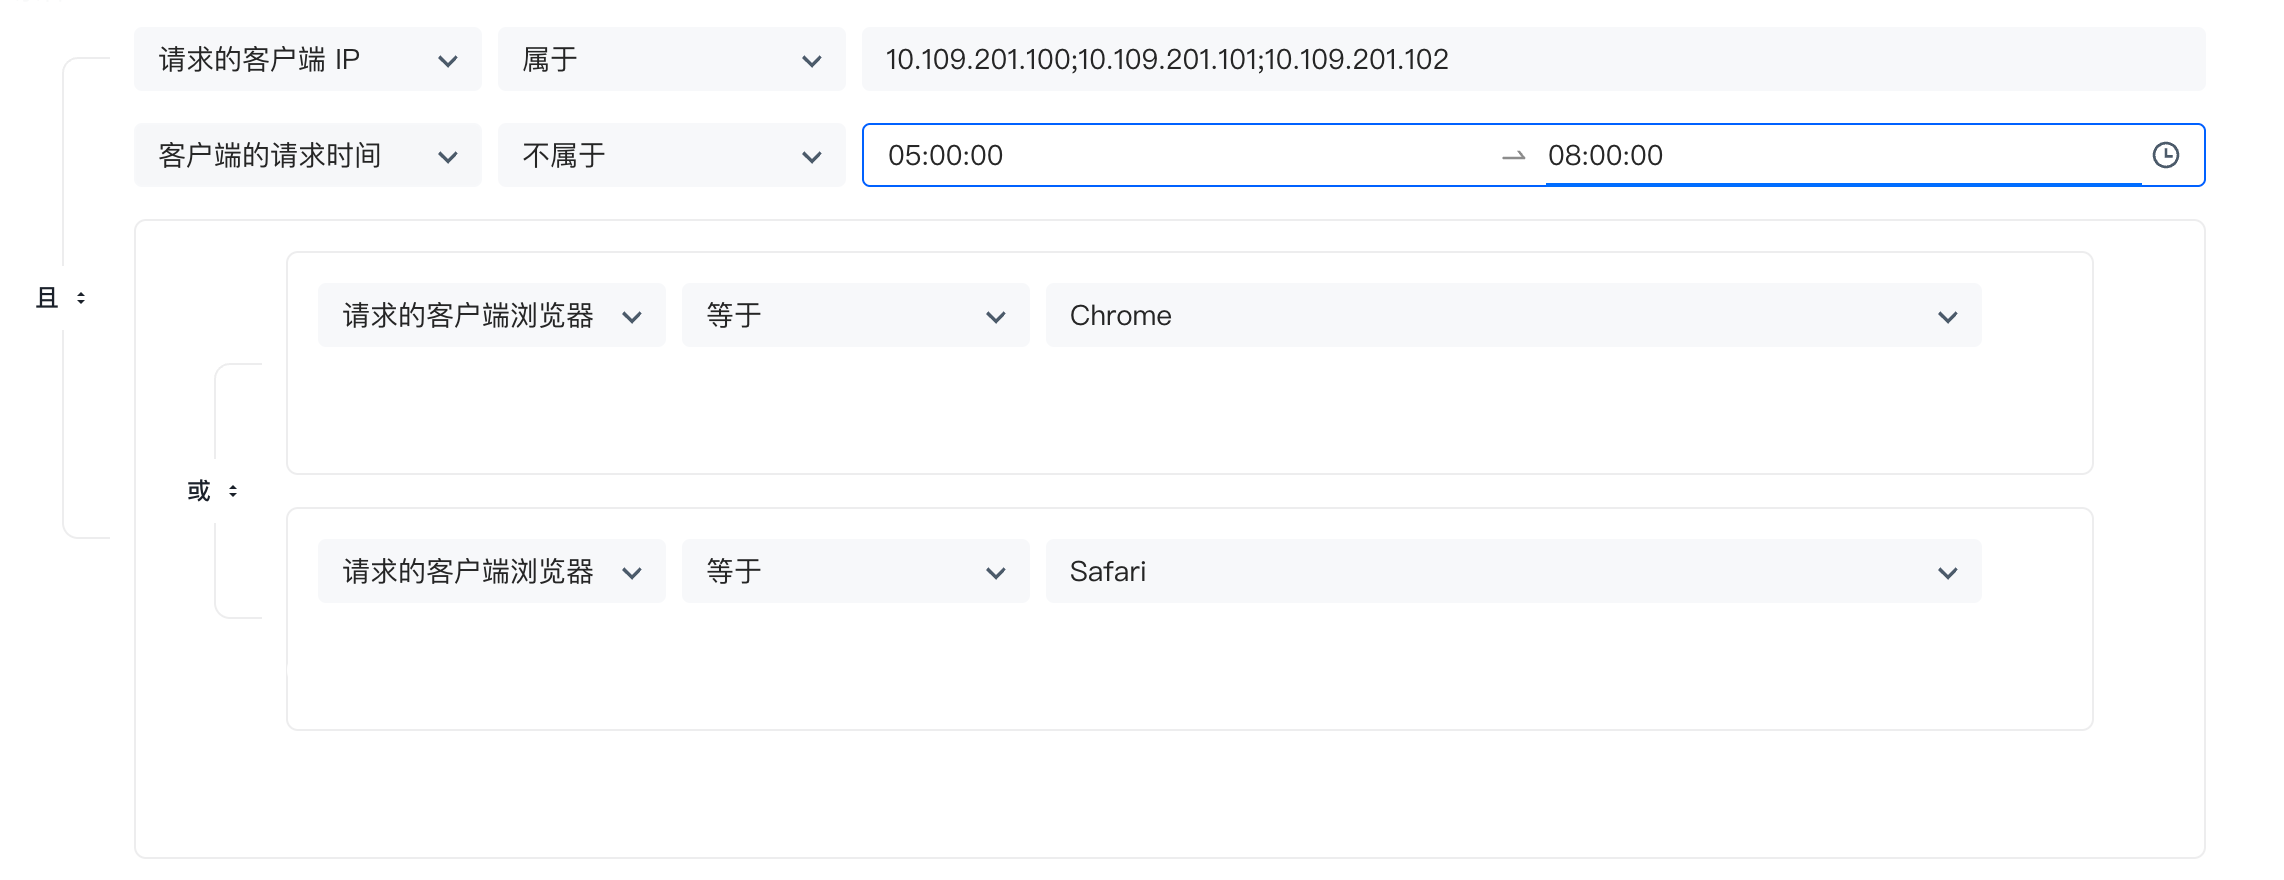 请求的客户端 IP 属于 10.109.201.100;10.109.201.101;10.109.201.102
客户端的请求时间 不属于 05:00:00 08:00:00
且
请求的客户端浏览器 等于 Chrome
或
请求的客户端浏览器 等于 Safari